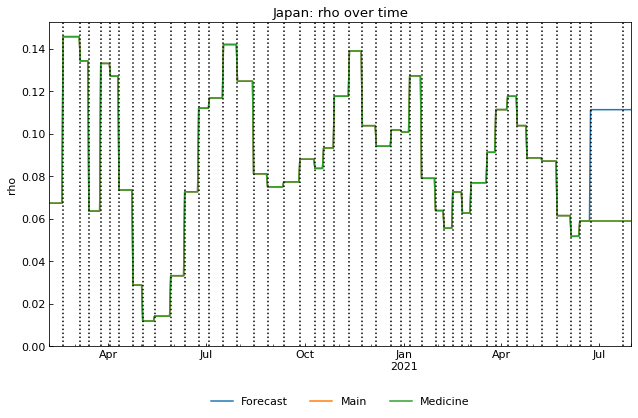 Japan: rho over time
0.14
0.12
0.10
0.08
0.06
0.04
0.02
0.00
rho
Apr Jul Oct Jan Apr Jul
2021
Forecast Main Medicine